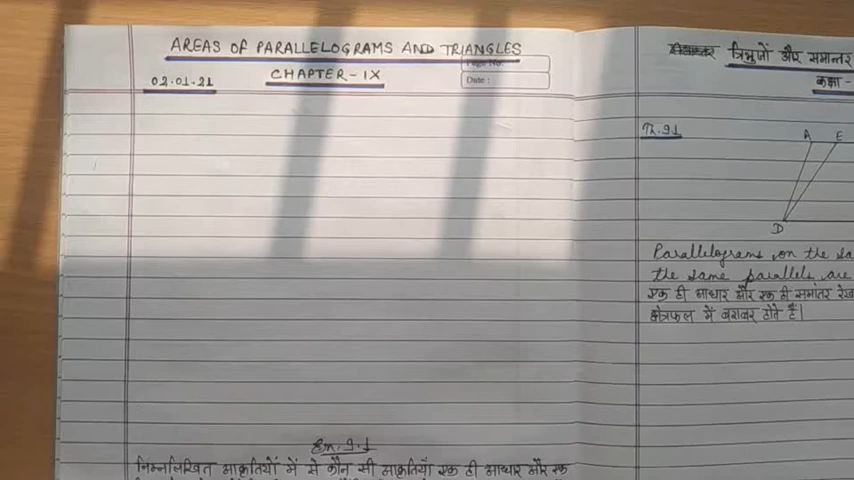 AREAS OF PARALLELOGRAMS AND TRIANGLES
02.01.21
CHAPTER-IX
Date :
Ex. 9.1
निम्नलिखित आकृतियों में से कौन सी आकृतियाँ एक ही आधार और एक
त्रिभुजों और समान्तर
कक्षा-
Th. 9.1
A E
D
Parallelograms on the sa
the same parallels are
एक ही आधार और एक ही समांतर रेख
क्षेत्रफल में बराबर होते हैं।